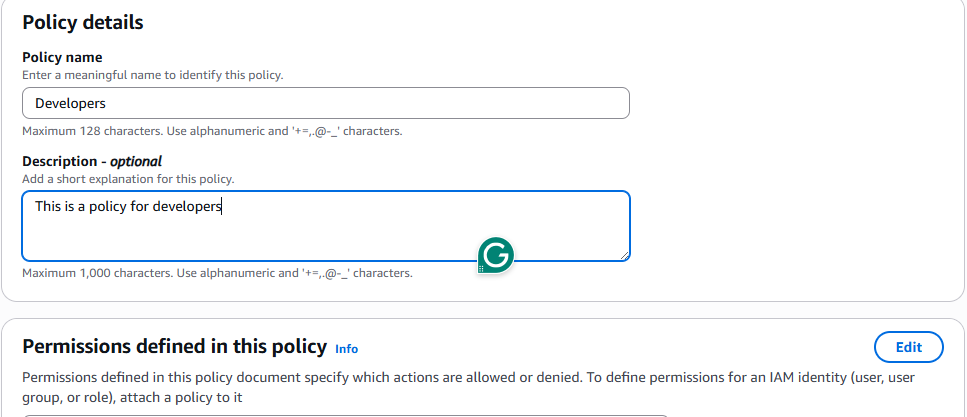 Policy details
Policy name
Enter a meaningful name to identify this policy.
Developers
Maximum 128 characters. Use alphanumeric and '+=,.@-_' characters.
Description - optional
Add a short explanation for this policy.
This is a policy for developers
G
Maximum 1,000 characters. Use alphanumeric and '+=,.@-_' characters.
Permissions defined in this policy Info
Edit
Permissions defined in this policy document specify which actions are allowed or denied. To define permissions for an IAM identity (user, user
group, or role), attach a policy to it